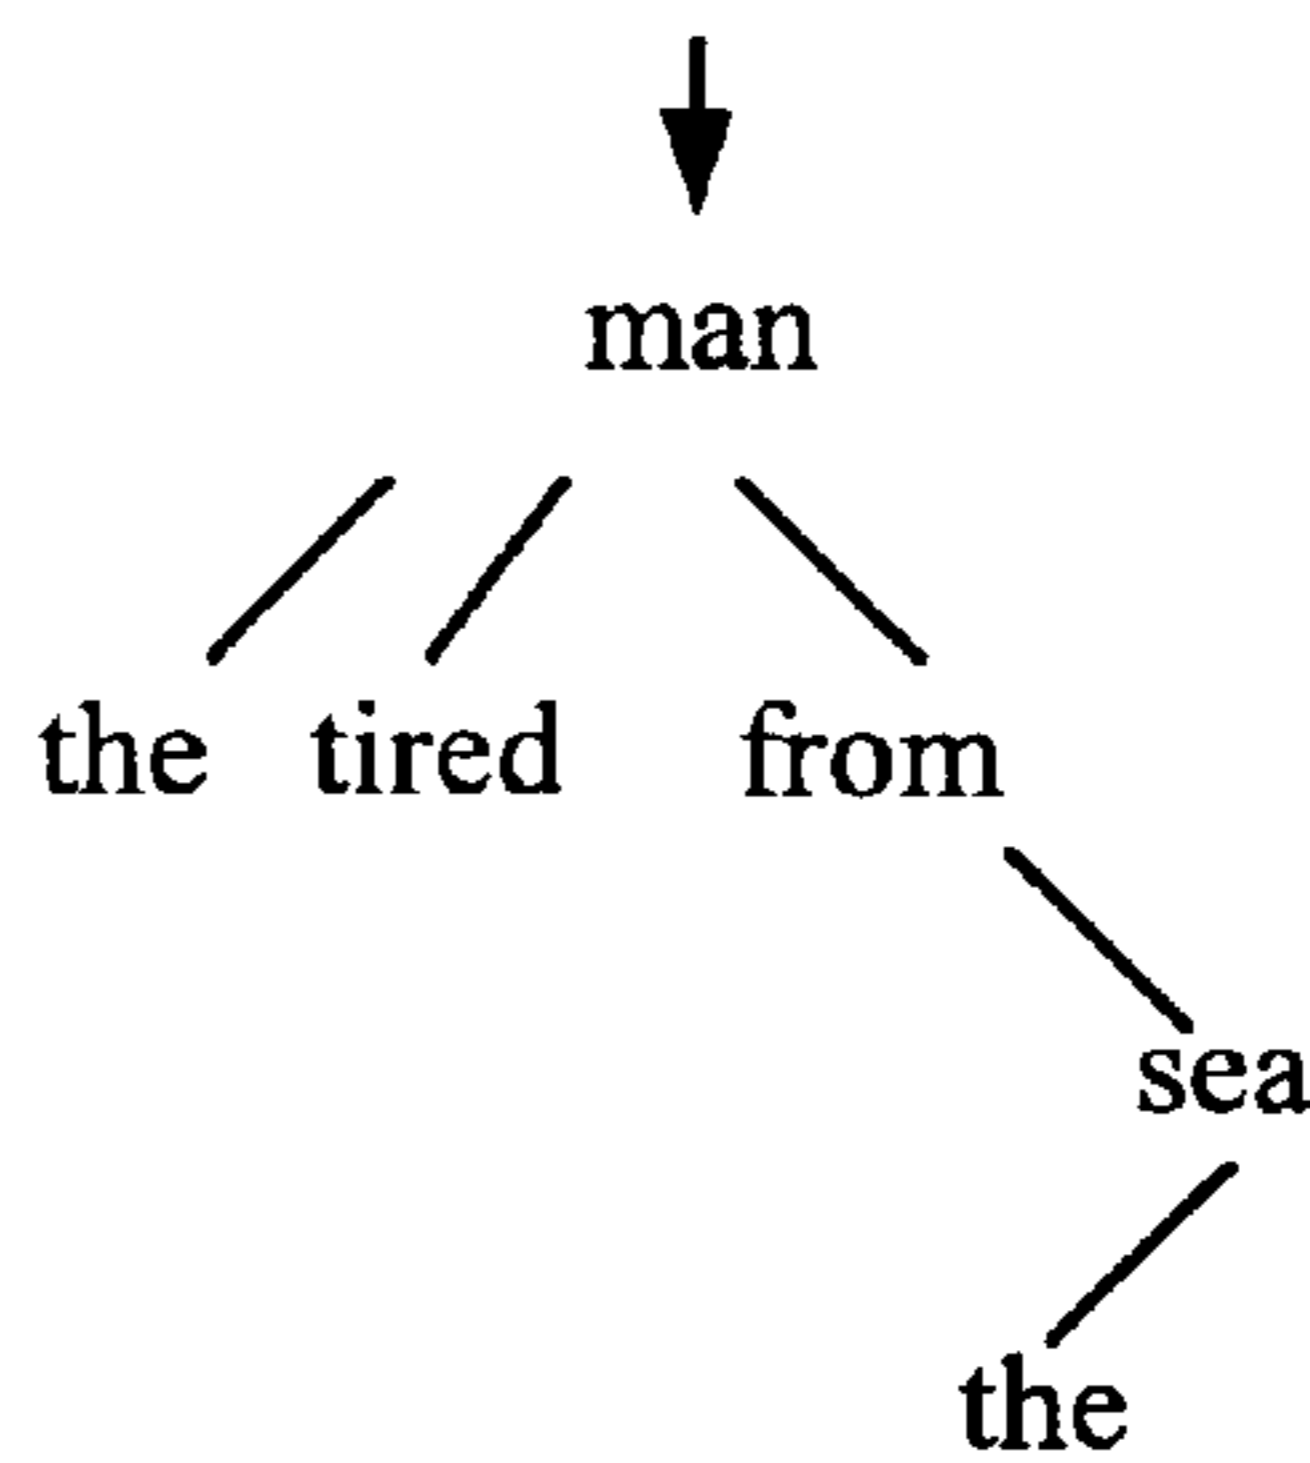 man
the tired from
sea
the